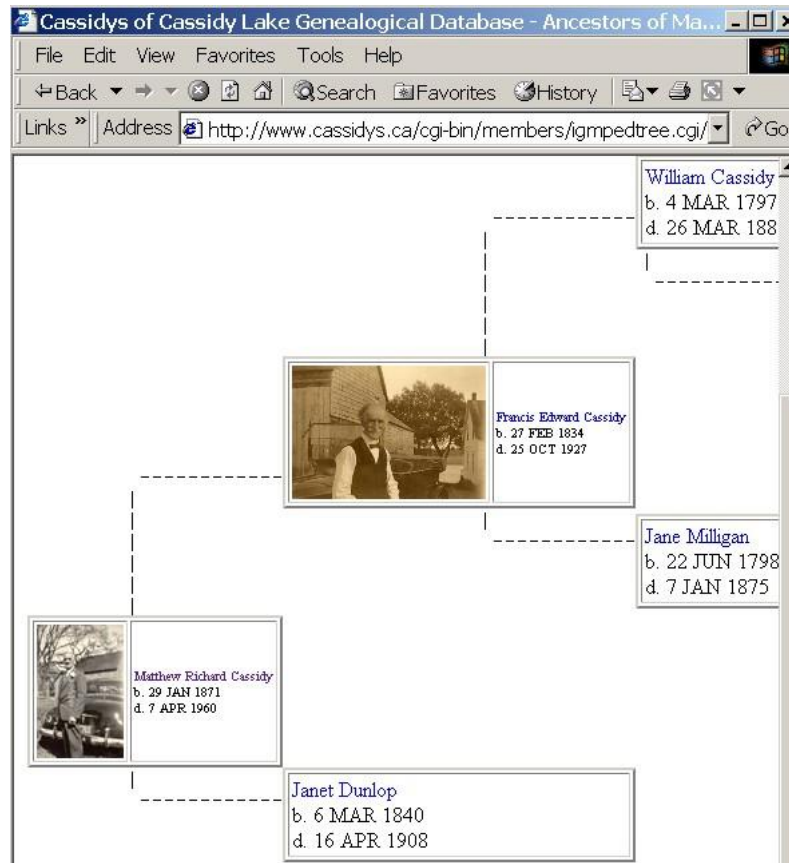 Cassidys of Cassidy Lake Genealogical Database - Ancestors of Ma...
File Edit View Favorites Tools Help
Back Search Favorites History
Links » Address http://www.cassidys.ca/cgi-bin/members/igmpedtree.cgi/ Go
William Cassidy
b. 4 MAR 1797
d. 26 MAR 188
Francis Edward Cassidy
b. 27 FEB 1834
d. 25 OCT 1927
Jane Milligan
b. 22 JUN 1798
d. 7 JAN 1875
Matthew Richard Cassidy
b. 29 JAN 1871
d. 7 APR 1960
Janet Dunlop
b. 6 MAR 1840
d. 16 APR 1908